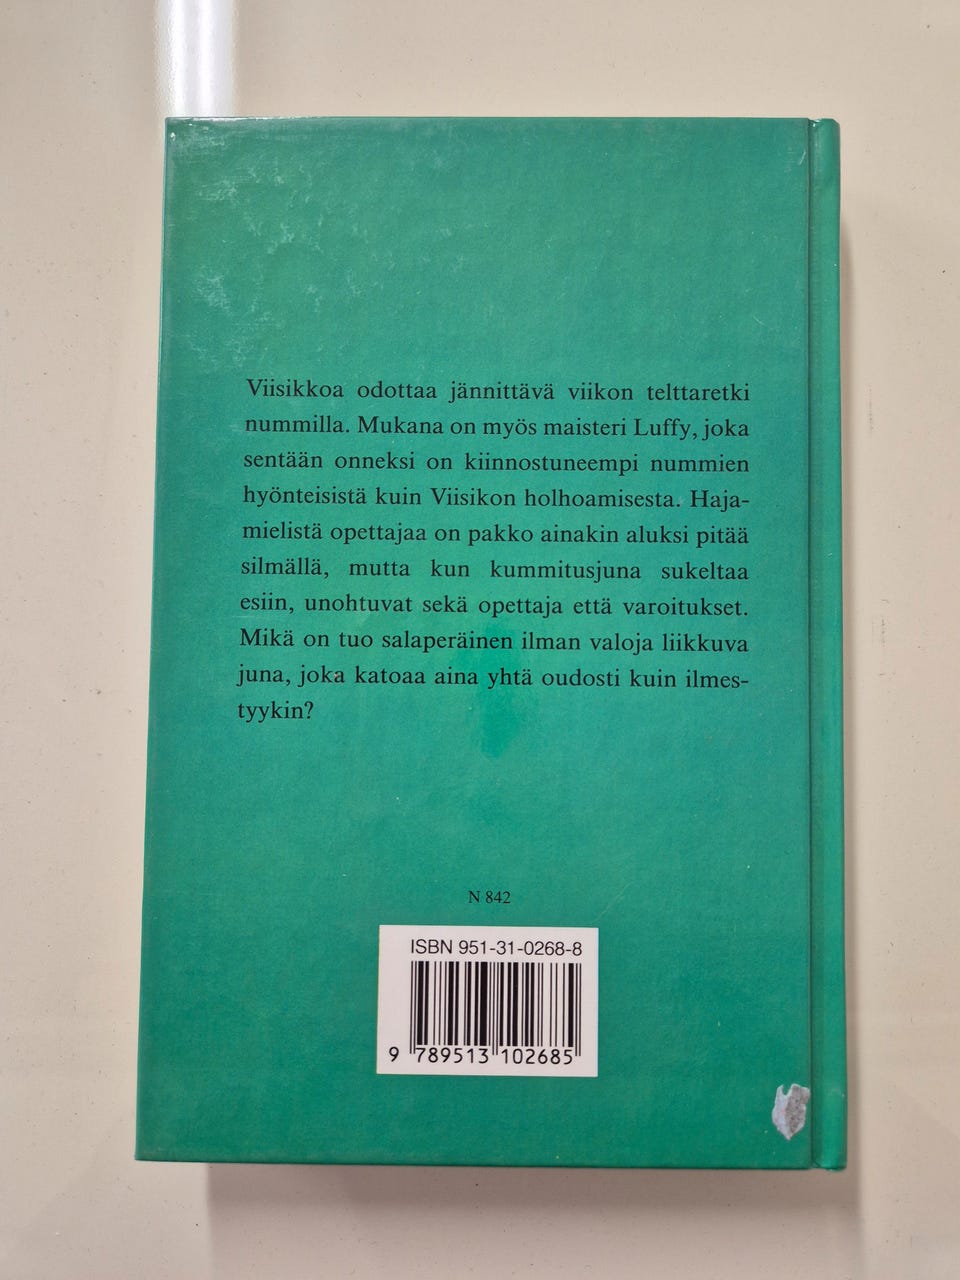 Viisikkoa odottaa jännittävä viikon telttaretki
nummilla. Mukana on myös maisteri Luffy, joka
sentään onneksi on kiinnostuneempi nummien
hyönteisistä kuin Viisikon holhoamisesta. Haja-
mielistä opettajaa on pakko ainakin aluksi pitää
silmällä, mutta kun kummitusjuna sukeltaa
esiin, unohtuvat sekä opettaja että varoitukset.
Mikä on tuo salaperäinen ilman valoja liikkuva
juna, joka katoaa aina yhtä oudosti kuin ilmes-
tyykin?
N 842
ISBN 951-31-0268-8
9 789513 102685